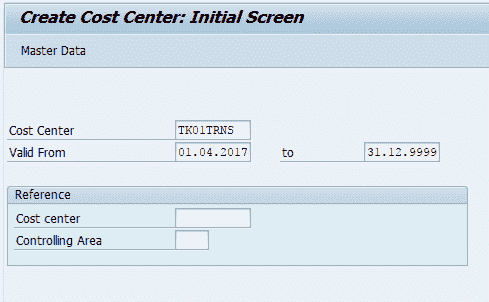 Create Cost Center: Initial Screen
Master Data
Cost Center TK01TRNS
Valid From 01.04.2017 to 31.12.9999
Reference
Cost center
Controlling Area